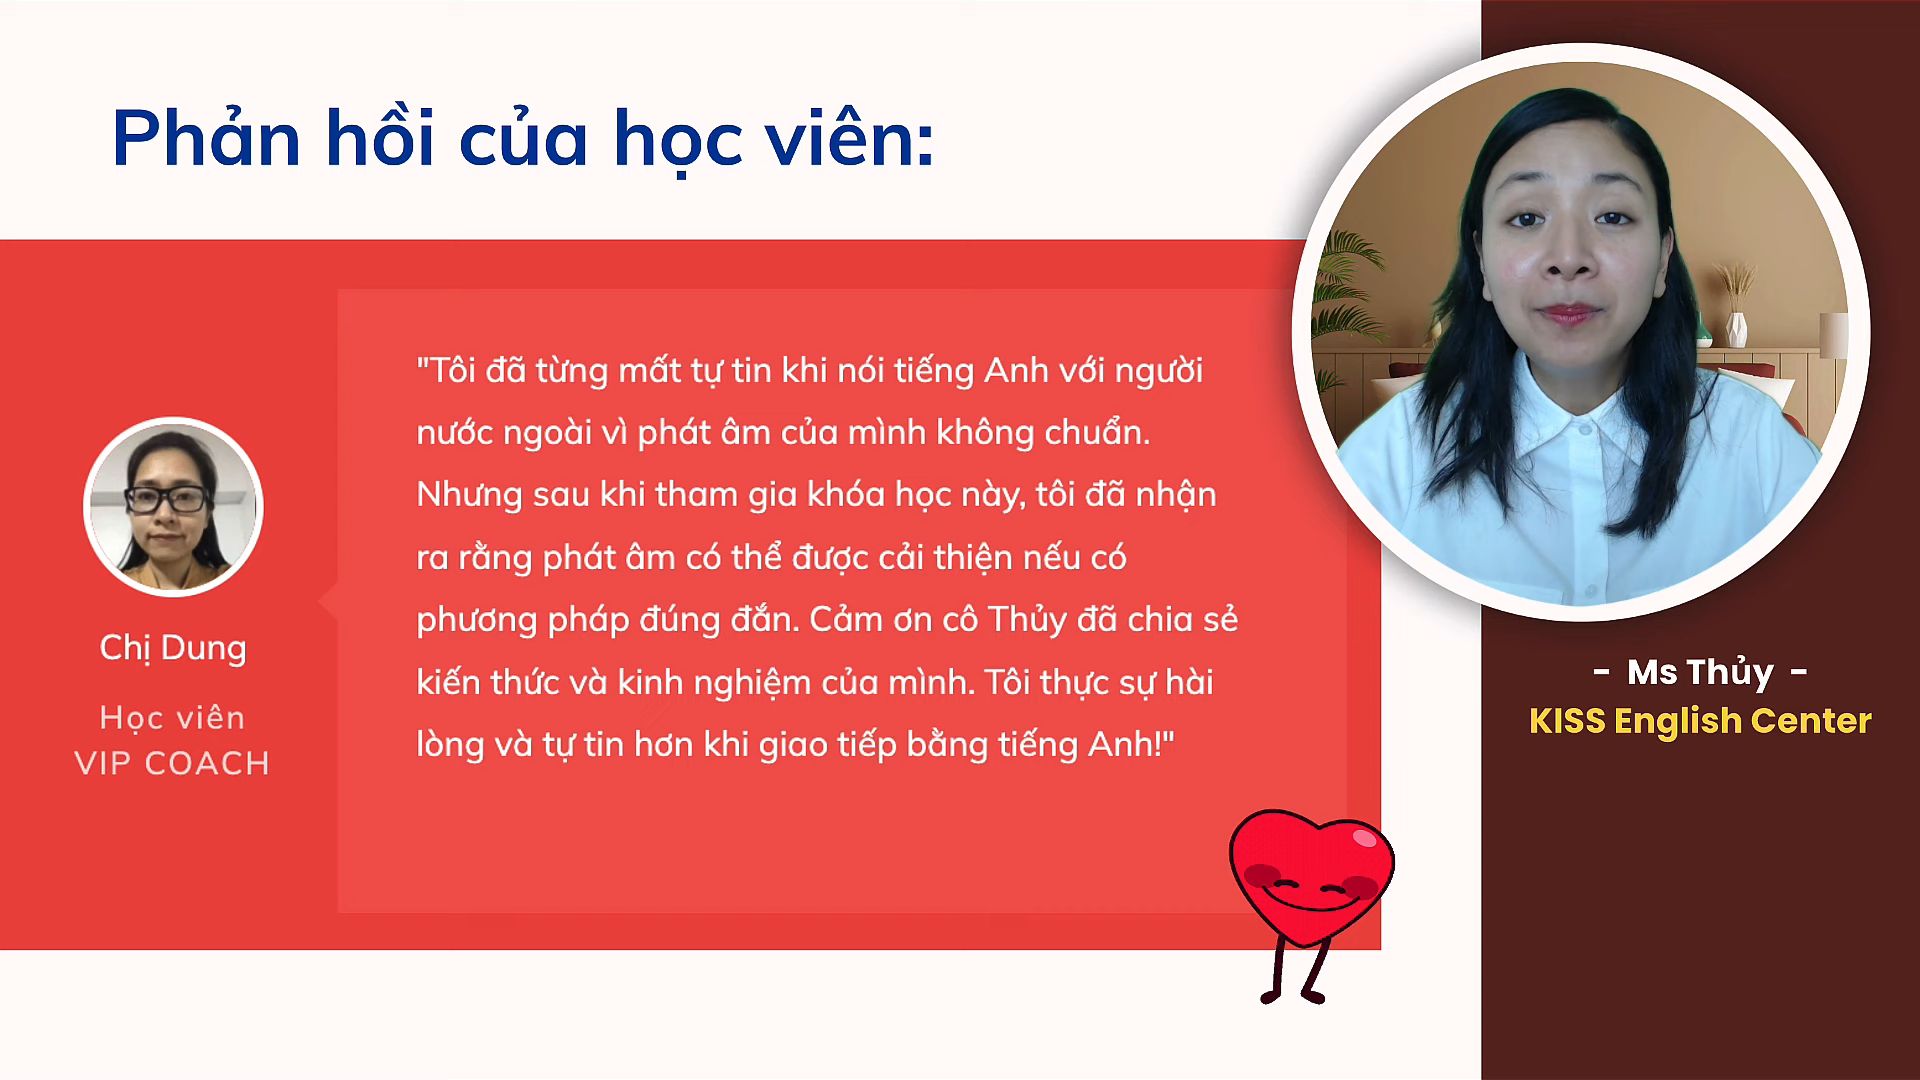 Phản hồi của học viên:
"Tôi đã từng mất tự tin khi nói tiếng Anh với người
nước ngoài vì phát âm của mình không chuẩn.
Nhưng sau khi tham gia khóa học này, tôi đã nhận
ra rằng phát âm có thể được cải thiện nếu có
phương pháp đúng đắn. Cảm ơn cô Thủy đã chia sẻ
kiến thức và kinh nghiệm của mình. Tôi thực sự hài
lòng và tự tin hơn khi giao tiếp bằng tiếng Anh!"
Chị Dung
Học viên
VIP COACH
- Ms Thủy -
KISS English Center